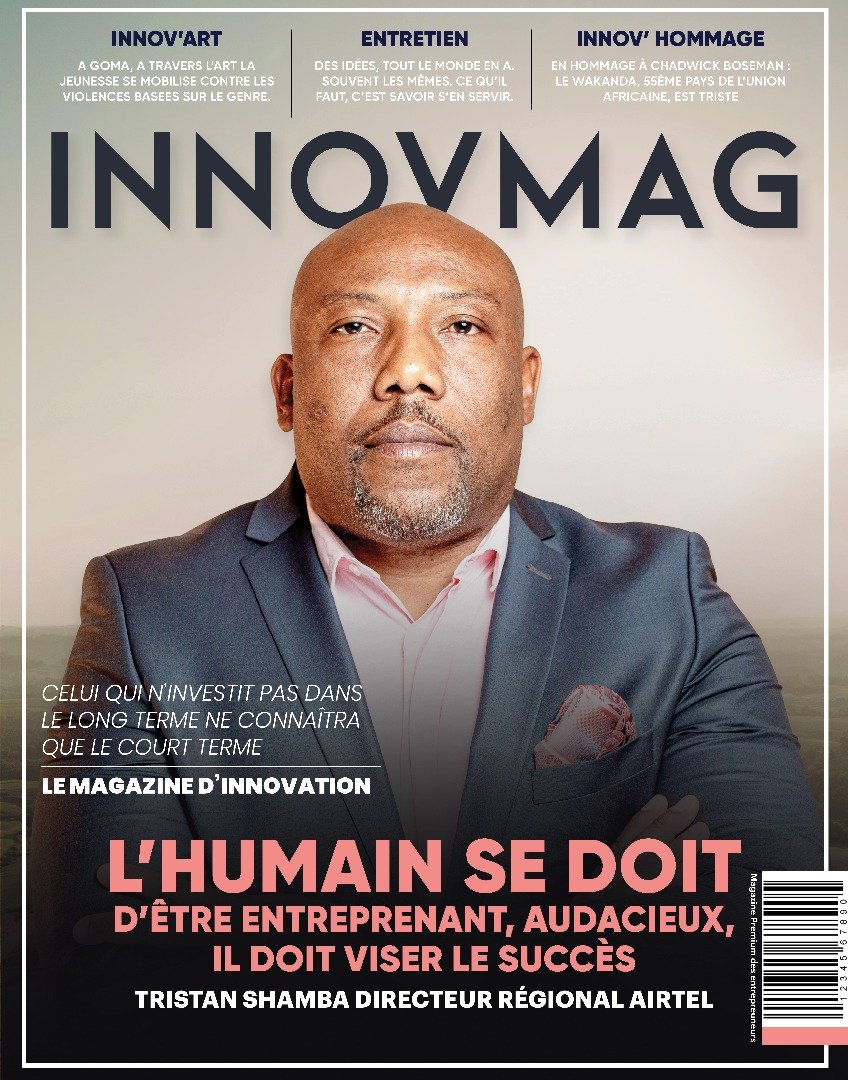 INNOV'ART
A GOMA, A TRAVERS L'ART LA
JEUNESSE SE MOBILISE CONTRE LES
VIOLENCES BASEES SUR LE GENRE.
ENTRETIEN
DES IDÉES, TOUT LE MONDE EN A.
SOUVENT LES MÊMES. CE QU'IL
FAUT, C'EST SAVOIR S'EN SERVIR.
INNOV' HOMMAGE
EN HOMMAGE À CHADWICK BOSEMAN :
LE WAKANDA, 55ÉME PAYS DE L'UNION
AFRICAINE, EST TRISTE
INNOVMAG
CELUI QUI N'INVESTIT PAS DANS
LE LONG TERME NE CONNAÎTRA
QUE LE COURT TERME
LE MAGAZINE D'INNOVATION
L'HUMAIN SE DOIT
D'ÊTRE ENTREPRENANT, AUDACIEUX,
IL DOIT VISER LE SUCCÈS
TRISTAN SHAMBA DIRECTEUR RÉGIONAL AIRTEL
Magazine Premium des entrepreuneurs
1234567890